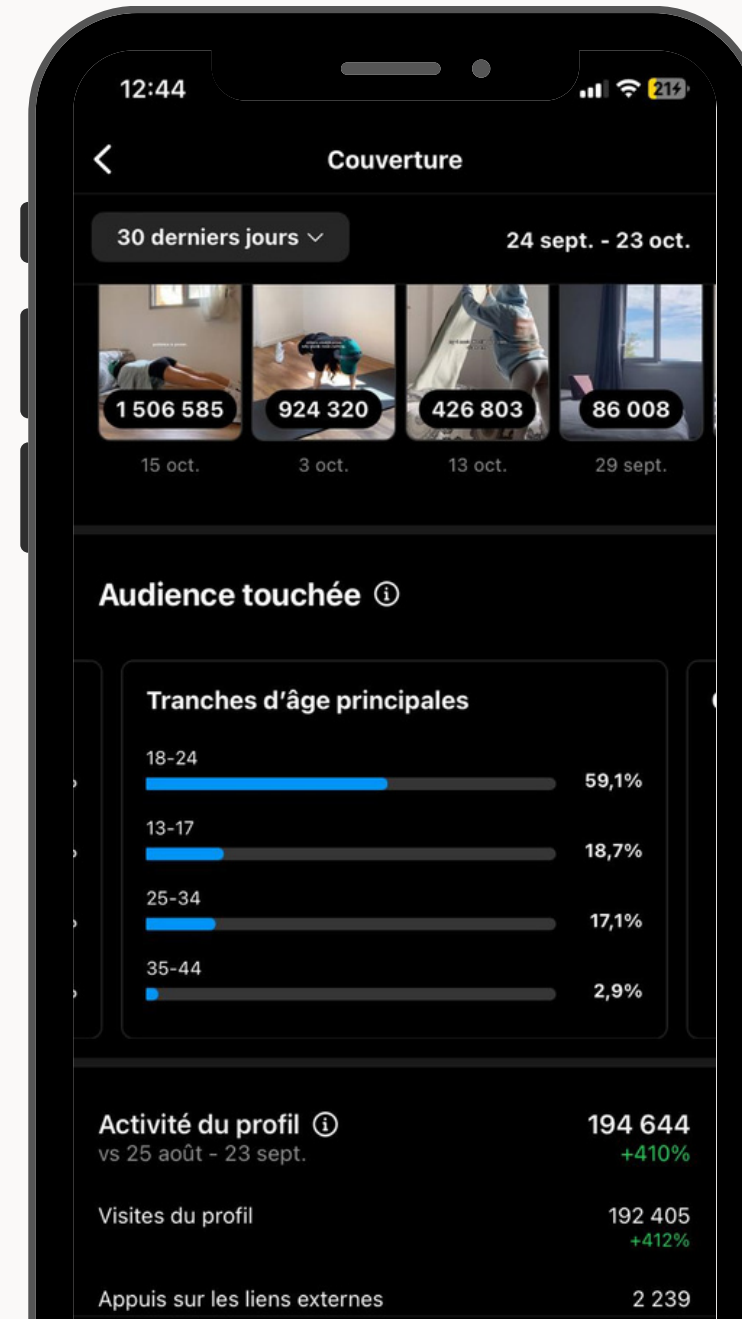 12:44
21
Couverture
30 derniers jours
24 sept. - 23 oct.
1 506 585
924 320
426 803
86 008
15 oct.
3 oct.
13 oct.
29 sept.
Audience touchée
Tranches d’âge principales
18-24
59,1%
13-17
18,7%
25-34
17,1%
35-44
2,9%
Activité du profil
194 644
vs 25 août - 23 sept.
+410%
Visites du profil
192 405
+412%
Appuis sur les liens externes
2 239